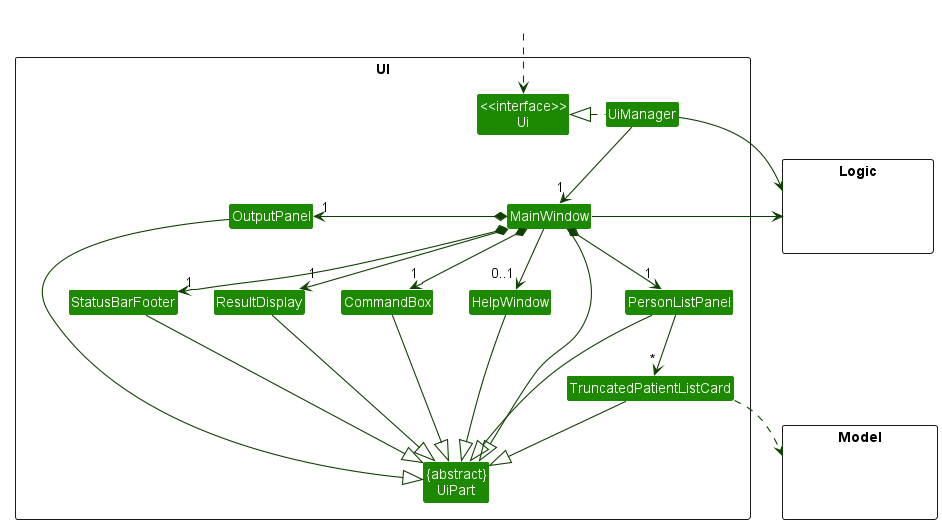 UI
<<interface>>
Ui
UiManager
Logic
1
OutputPanel
1
MainWindow
1
1
1
0..1
1
StatusBarFooter
ResultDisplay
CommandBox
HelpWindow
PersonListPanel
*
TruncatedPatientListCard
Model
{abstract}
UiPart